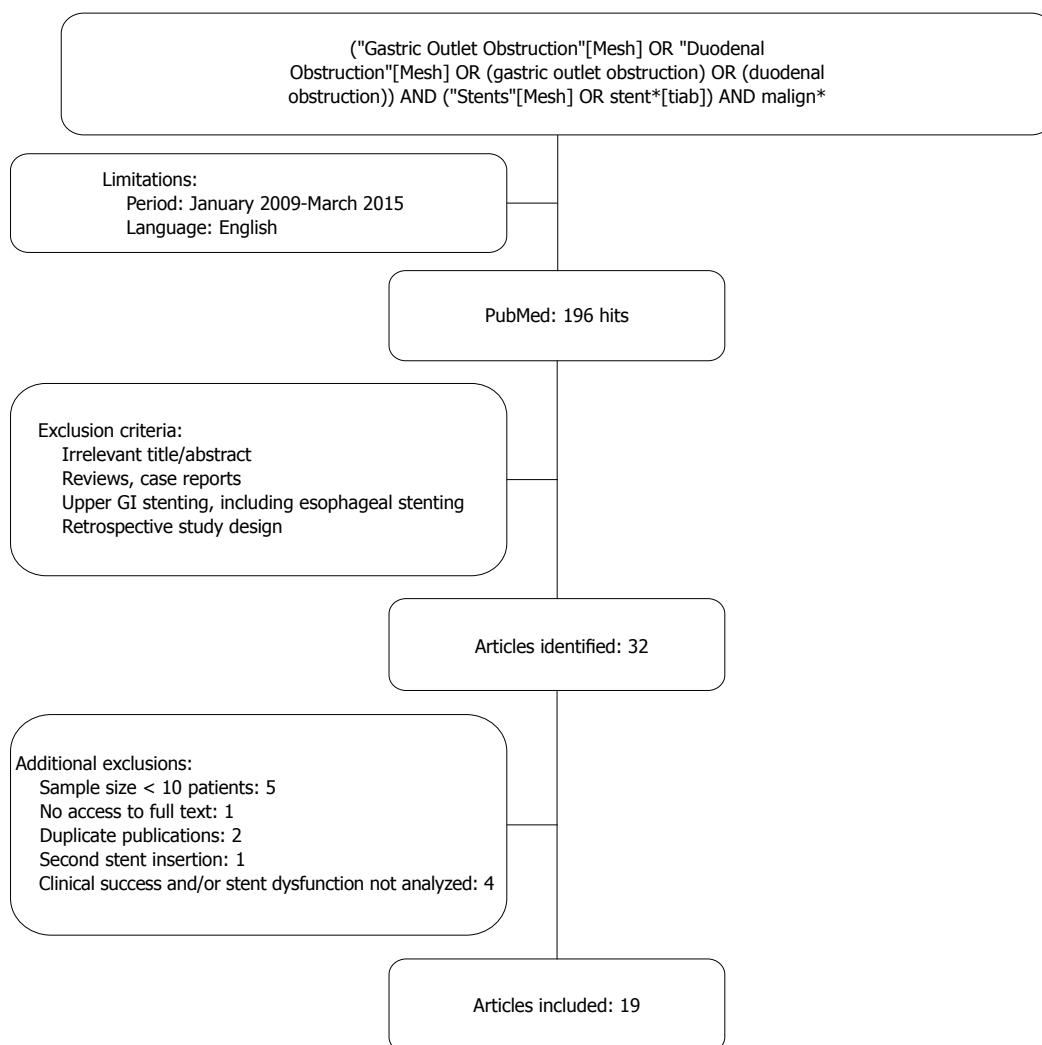 ("Gastric Outlet Obstruction"[Mesh] OR "Duodenal
Obstruction"[Mesh] OR (gastric outlet obstruction) OR (duodenal
obstruction)) AND ("Stents"[Mesh] OR stent*[tiab]) AND malign*
Limitations:
Period: January 2009-March 2015
Language: English
PubMed: 196 hits
Exclusion criteria:
Irrelevant title/abstract
Reviews, case reports
Upper GI stenting, including esophageal stenting
Retrospective study design
Articles identified: 32
Additional exclusions:
Sample size < 10 patients: 5
No access to full text: 1
Duplicate publications: 2
Second stent insertion: 1
Clinical success and/or stent dysfunction not analyzed: 4
Articles included: 19